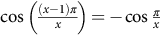 cos ((x−1)π/x) = − cos π/x